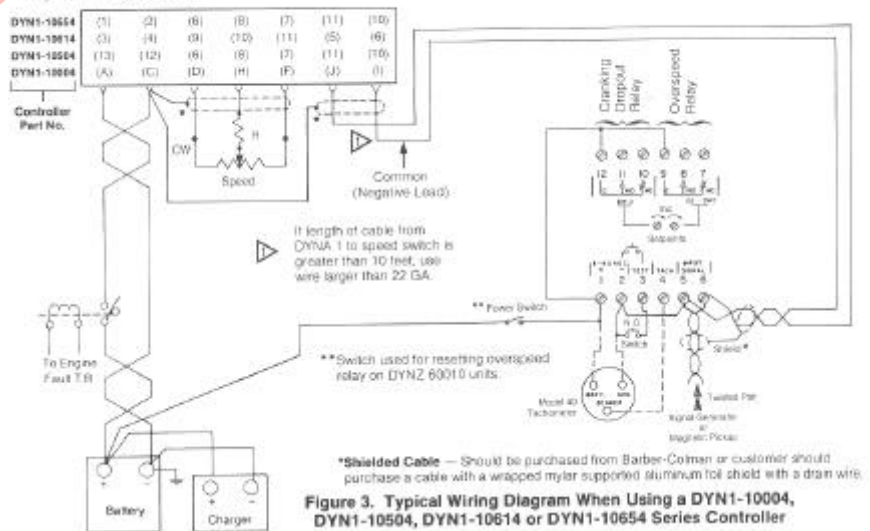 DYN1-10654 (1) (2) (8) (8) (7) (11) (10)
DYN1-10614 (3) (4) (9) (10) (11) (5) (6)
DYN1-10504 (13) (12) (6) (8) (7) (11) (10)
DYN1-10004 (A) (C) (D) (H) (F) (J) (I)
Controller
Part No.
CW
R
Speed
Common
(Negative Lead)
Cranking
Dropout
Relay
Overspeed
Relay
12 11 10 9 8 7
Inc.
Setpoints
If length of cable from
DYNA 1 to speed switch is
greater than 10 feet, use
wire larger than 22 GA.
TEST TACH INPUT
SIGNAL
1 2 3 4 5 6
**Power Switch
N.O.
Switch
Shield*
To Engine
Fault T.B.
**Switch used for resetting overspeed
relay on DYNZ 63010 units.
Model 40
Tachometer
Twisted Pair
Signal Generator
or
Magnetic Pickup
+ −
Battery
+ −
Charger
*Shielded Cable — Should be purchased from Barber-Colman or customer should
purchase a cable with a wrapped mylar supported aluminum foil shield with a drain wire.
Figure 3. Typical Wiring Diagram When Using a DYN1-10004,
DYN1-10504, DYN1-10614 or DYN1-10654 Series Controller